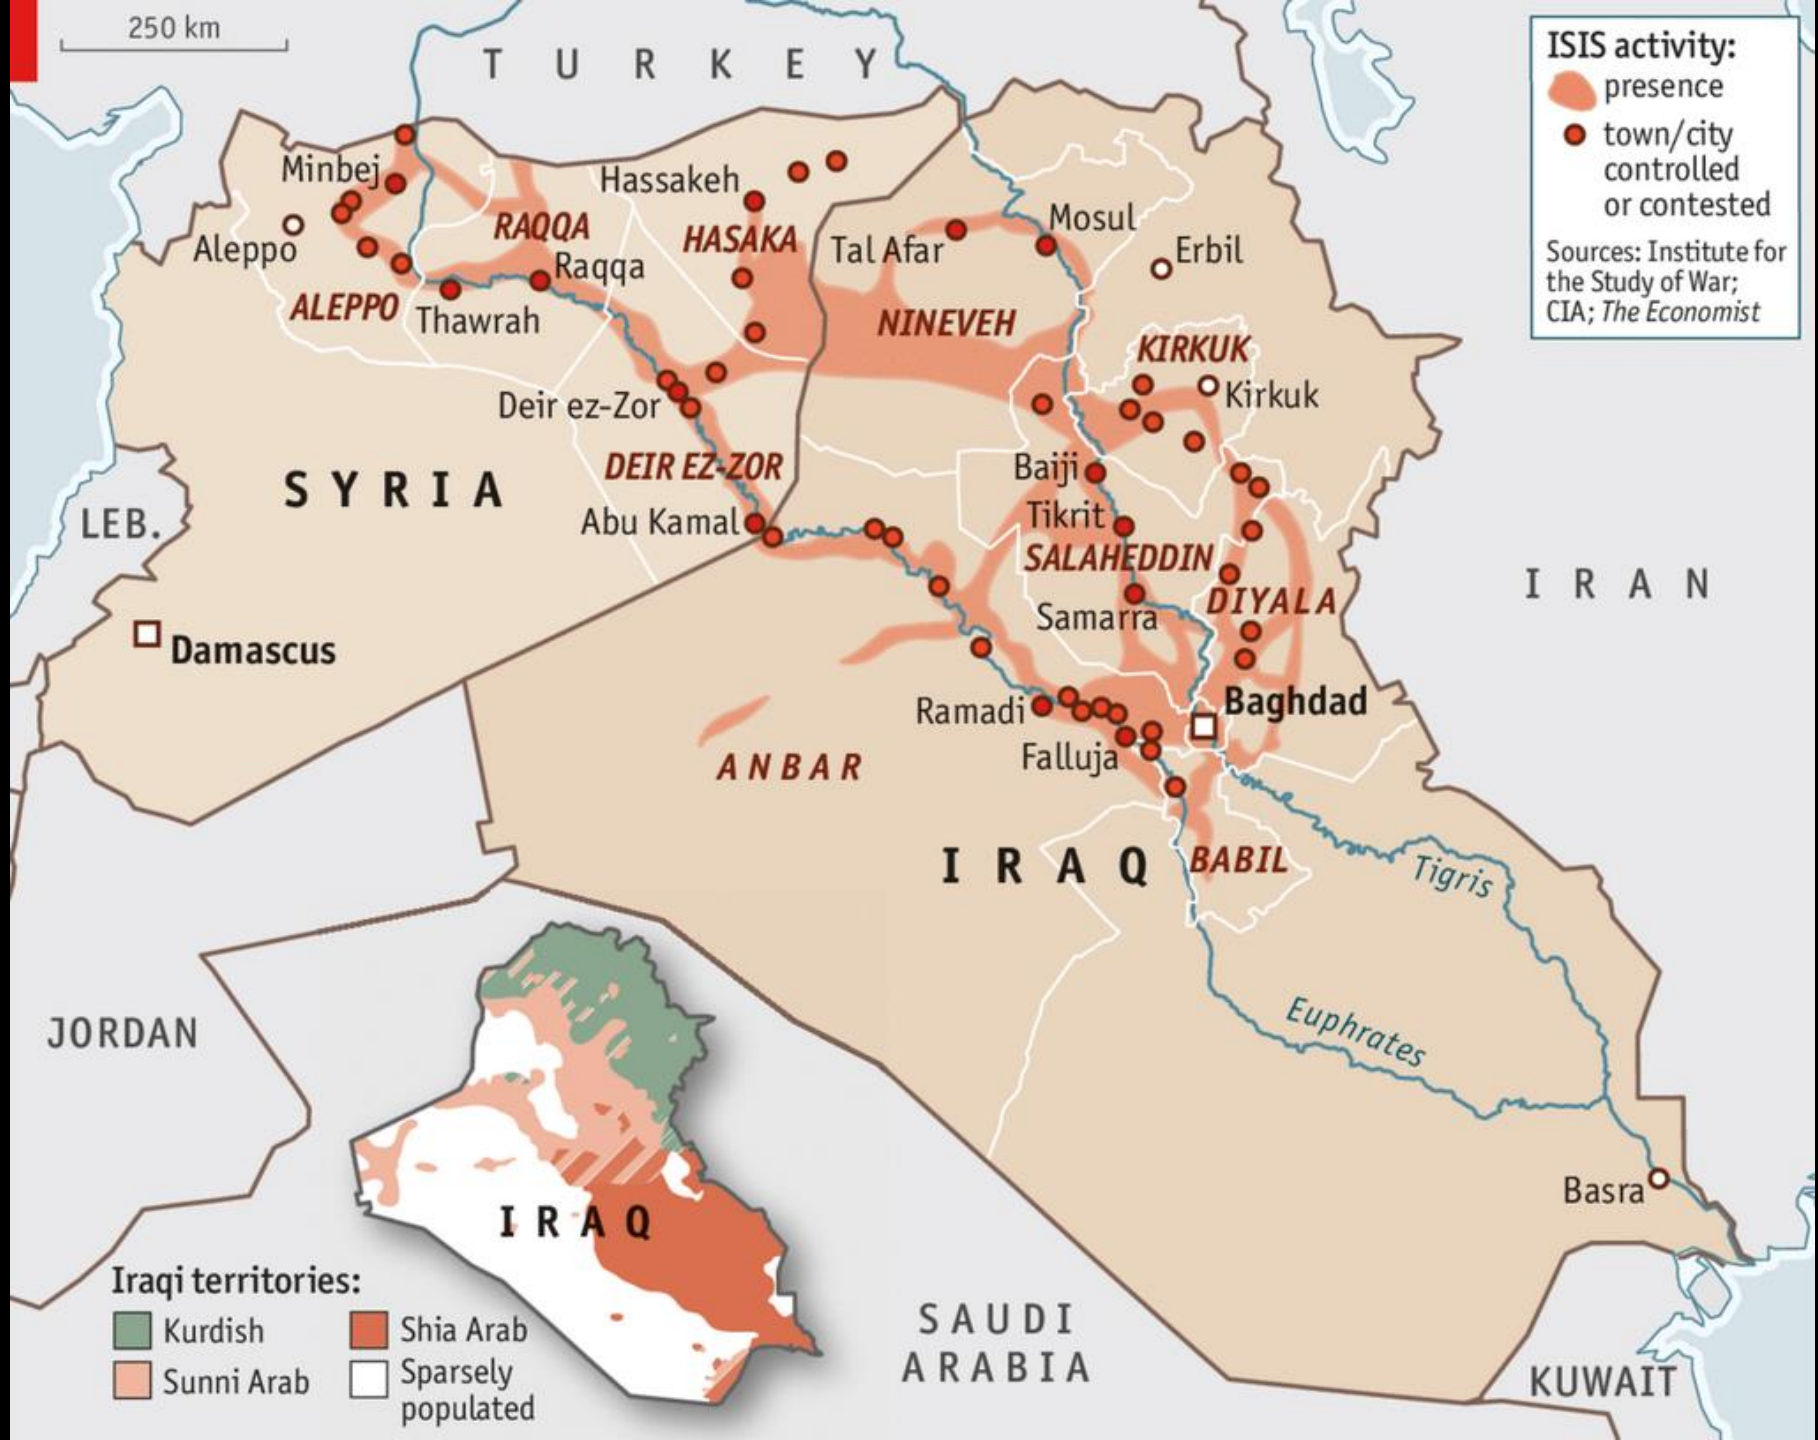 250 km
TURKEY
ISIS activity:
presence
town/city
controlled
or contested
Sources: Institute for
the Study of War;
CIA; The Economist
Minbej
Hassakeh
Aleppo
RAQQA
HASAKA
Tal Afar
Mosul
Erbil
Raqqa
ALEPPO
Thawrah
NINEVEH
KIRKUK
Kirkuk
Deir ez-Zor
DEIR EZ-ZOR
SYRIA
Baiji
LEB.
Abu Kamal
Tikrit
SALAHEDDIN
IRAN
DIYALA
Samarra
Damascus
Baghdad
Ramadi
Falluja
ANBAR
IRAQ
BABIL
Tigris
Euphrates
JORDAN
Basra
IRAQ
Iraqi territories:
Kurdish
Shia Arab
Sunni Arab
Sparsely
populated
SAUDI
ARABIA
KUWAIT